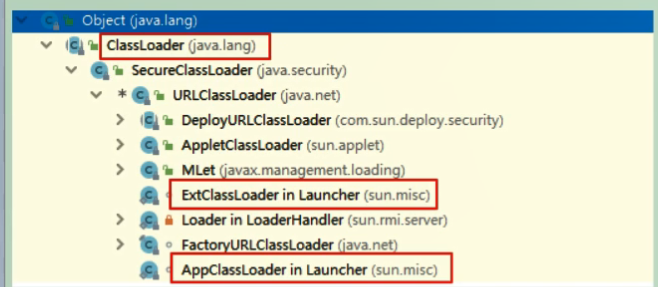 Object (java.lang)
ClassLoader (java.lang)
SecureClassLoader (java.security)
* URLClassLoader (java.net)
DeployURLClassLoader (com.sun.deploy.security)
AppletClassLoader (sun.applet)
MLet (javax.management.loading)
ExtClassLoader in Launcher (sun.misc)
Loader in LoaderHandler (sun.rmi.server)
FactoryURLClassLoader (java.net)
AppClassLoader in Launcher (sun.misc)